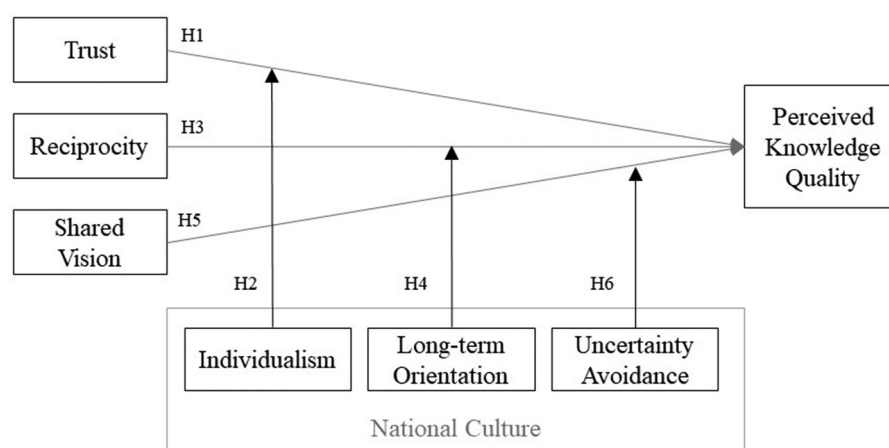 H1
Trust
Perceived
Knowledge
Quality
H3
Reciprocity
H5
Shared
Vision
H2
H4
H6
Individualism
Long-term
Orientation
Uncertainty
Avoidance
National Culture